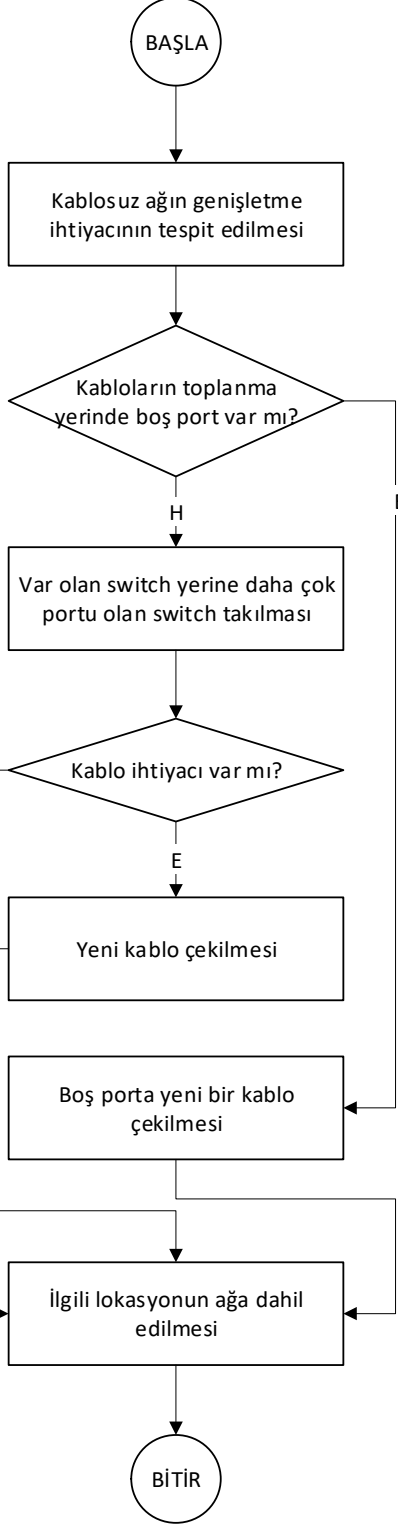 BAŞLA
Kablosuz ağın genişletme
ihtiyacının tespit edilmesi
Kabloların toplanma
yerinde boş port var mı?
H
Var olan switch yerine daha çok
portu olan switch takılması
Kablo ihtiyacı var mı?
E
Yeni kablo çekilmesi
Boş porta yeni bir kablo
çekilmesi
İlgili lokasyonun ağa dahil
edilmesi
BİTİR